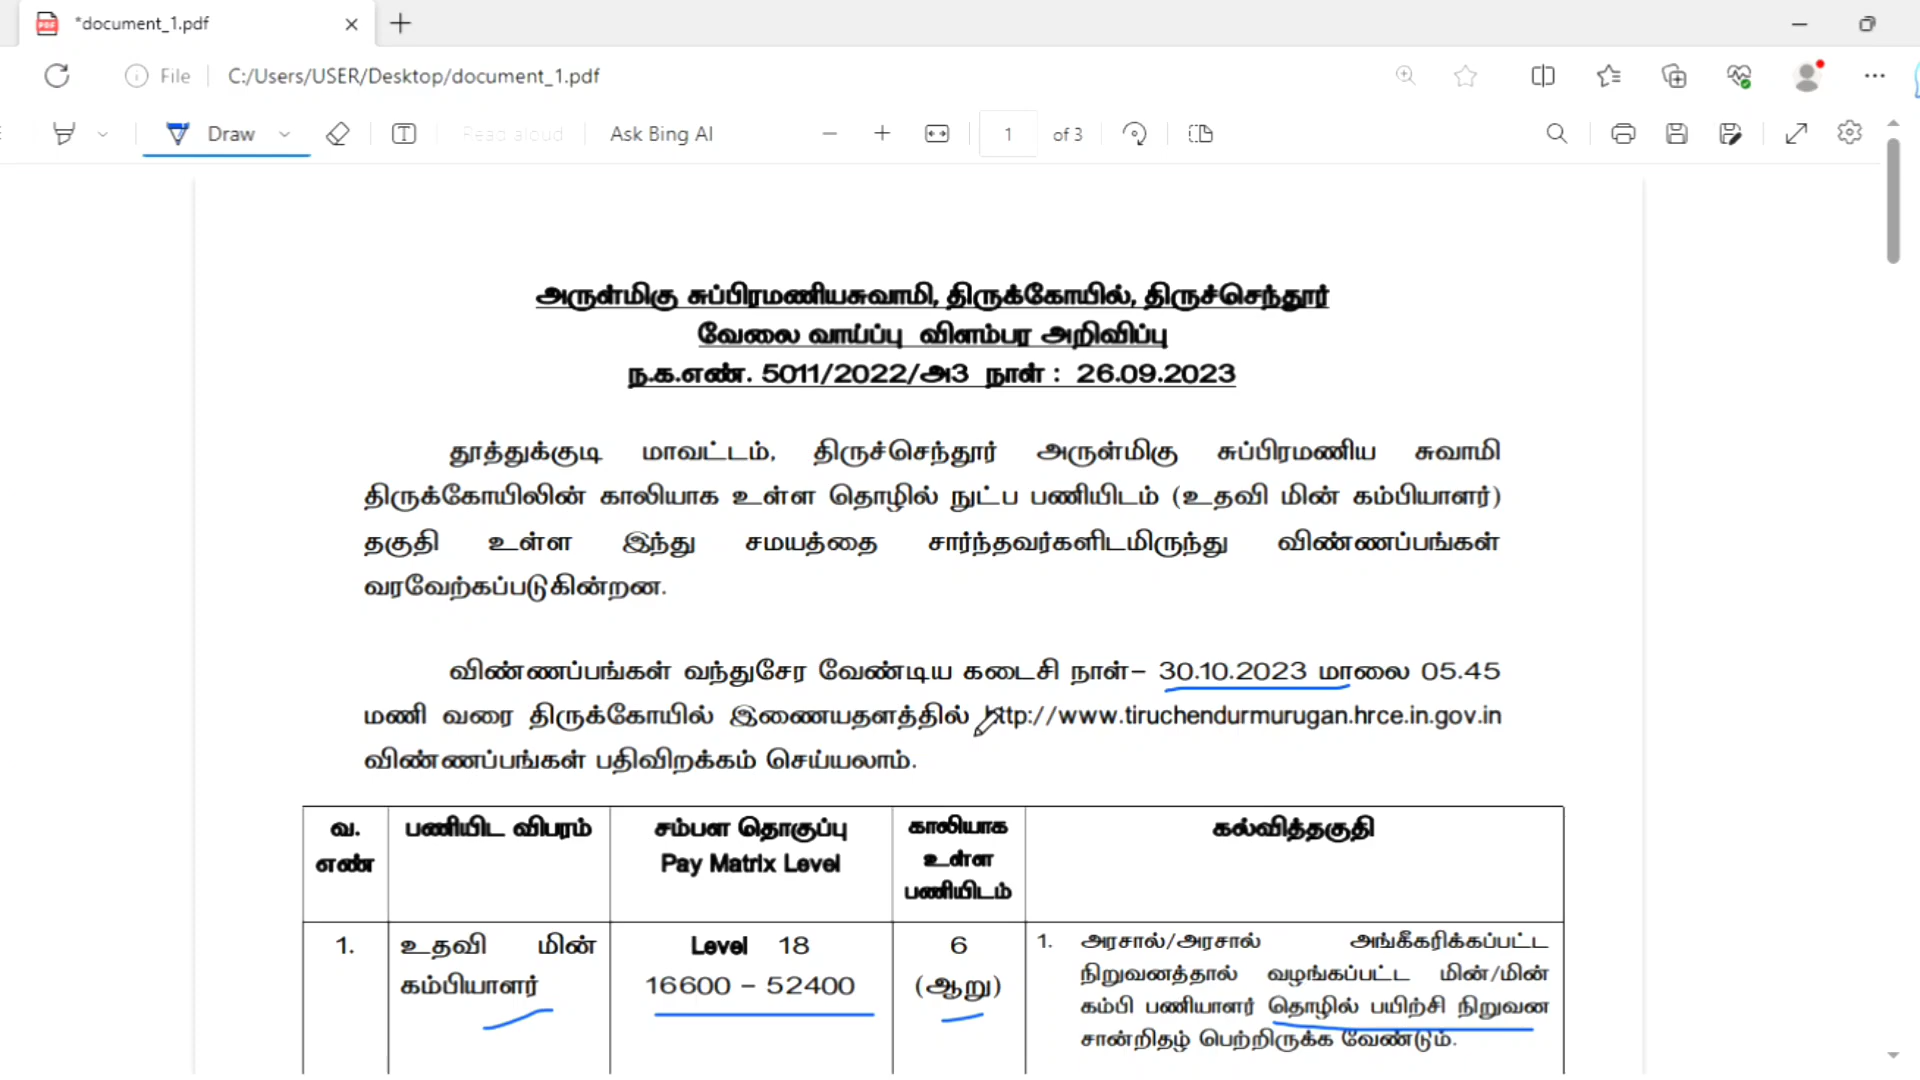 *document_1.pdf
File
C:/Users/USER/Desktop/document_1.pdf
Draw
Read aloud
Ask Bing AI
1 of 3
அருள்மிகு சுப்பிரமணியசுவாமி, திருக்கோயில், திருச்செந்தூர்
வேலை வாய்ப்பு விளம்பர அறிவிப்பு
ந.க.எண். 5011/2022/அ3 நாள் : 26.09.2023
தூத்துக்குடி மாவட்டம், திருச்செந்தூர் அருள்மிகு சுப்பிரமணிய சுவாமி
திருக்கோயிலின் காலியாக உள்ள தொழில் நுட்ப பணியிடம் (உதவி மின் கம்பியாளர்)
தகுதி உள்ள இந்து சமயத்தை சார்ந்தவர்களிடமிருந்து விண்ணப்பங்கள்
வரவேற்கப்படுகின்றன.
விண்ணப்பங்கள் வந்துசேர வேண்டிய கடைசி நாள்– 30.10.2023 மாலை 05.45
மணி வரை திருக்கோயில் இணையதளத்தில் http://www.tiruchendurmurugan.hrce.in.gov.in
விண்ணப்பங்கள் பதிவிறக்கம் செய்யலாம்.
வ.
எண்
பணியிட விபரம்
சம்பள தொகுப்பு
Pay Matrix Level
காலியாக
உள்ள
பணியிடம்
கல்வித்தகுதி
1.
உதவி மின்
கம்பியாளர்
Level 18
16600 – 52400
6
(ஆறு)
1. அரசால்/அரசால் அங்கீகரிக்கப்பட்ட
நிறுவனத்தால் வழங்கப்பட்ட மின்/மின்
கம்பி பணியாளர் தொழில் பயிற்சி நிறுவன
சான்றிதழ் பெற்றிருக்க வேண்டும்.